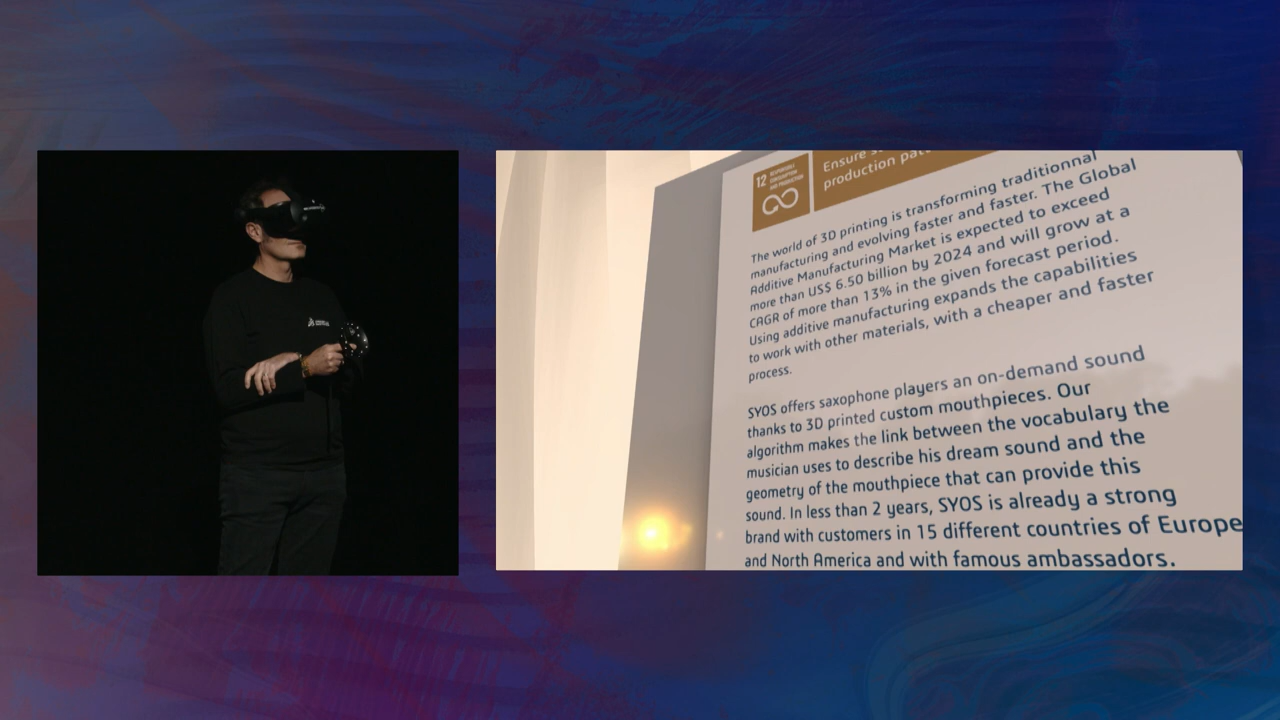 12 RESPONSIBLE
CONSUMPTION
AND PRODUCTION
Ensure
production
The world of 3D printing is transforming traditionnal
manufacturing and evolving faster and faster. The Global
Additive Manufacturing Market is expected to exceed
more than US$ 6.50 billion by 2024 and will grow at a
CAGR of more than 13% in the given forecast period.
Using additive manufacturing expands the capabilities
to work with other materials, with a cheaper and faster
process.
SYOS offers saxophone players an on-demand sound
thanks to 3D printed custom mouthpieces. Our
algorithm makes the link between the vocabulary the
musician uses to describe his dream sound and the
geometry of the mouthpiece that can provide this
sound. In less than 2 years, SYOS is already a strong
brand with customers in 15 different countries of Europe
and North America and with famous ambassadors.